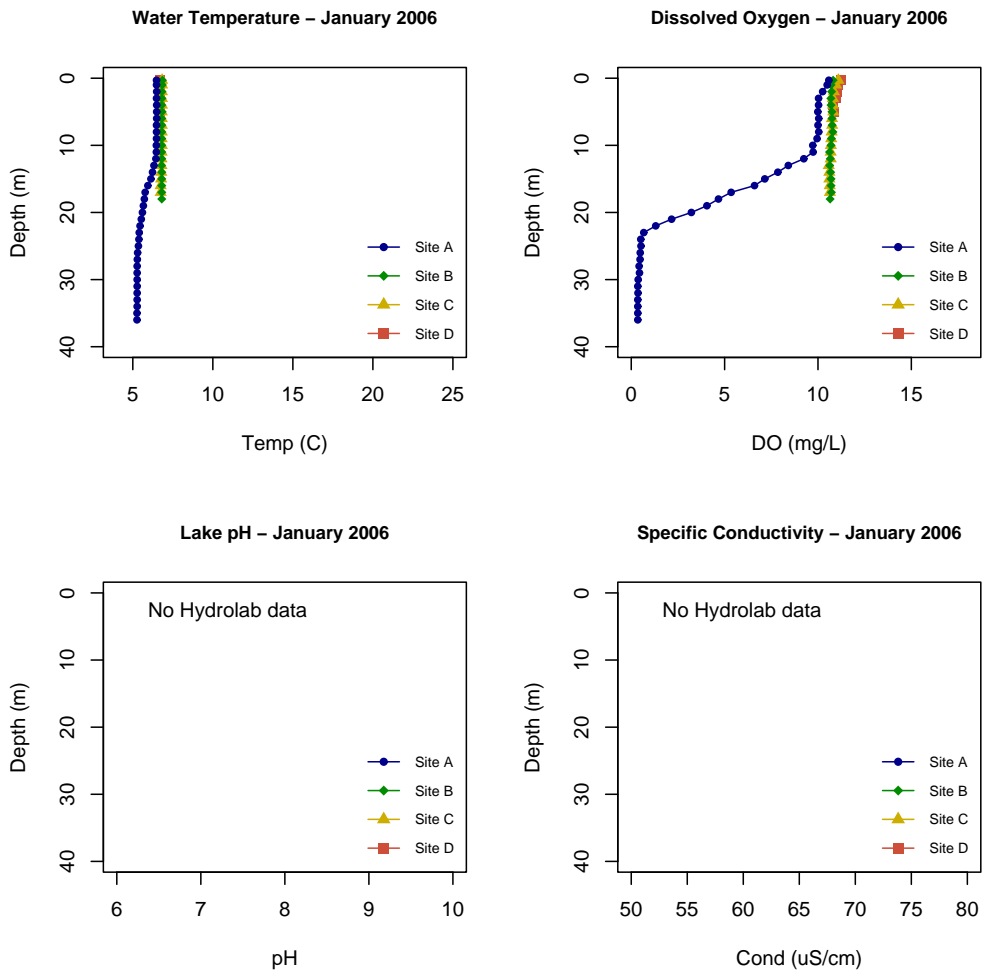 Water Temperature – January 2006
0
10
20
30
40
Depth (m)
Site A
Site B
Site C
Site D
5
10
15
20
25
Temp (C)
Dissolved Oxygen – January 2006
0
10
20
30
40
Depth (m)
Site A
Site B
Site C
Site D
0
5
10
15
DO (mg/L)
Lake pH – January 2006
No Hydrolab data
0
10
20
30
40
Depth (m)
Site A
Site B
Site C
Site D
6
7
8
9
10
pH
Specific Conductivity – January 2006
No Hydrolab data
0
10
20
30
40
Depth (m)
Site A
Site B
Site C
Site D
50
55
60
65
70
75
80
Cond (uS/cm)